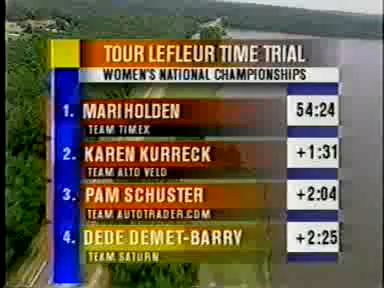 TOUR LEFLEUR TIME TRIAL
WOMEN'S NATIONAL CHAMPIONSHIPS
1. MARI HOLDEN 54:24
TEAM TIMEX
2. KAREN KURRECK +1:31
TEAM ALTO VELO
3. PAM SCHUSTER +2:04
TEAM AUTOTRADER.COM
4. DEDE DEMET-BARRY +2:25
TEAM SATURN